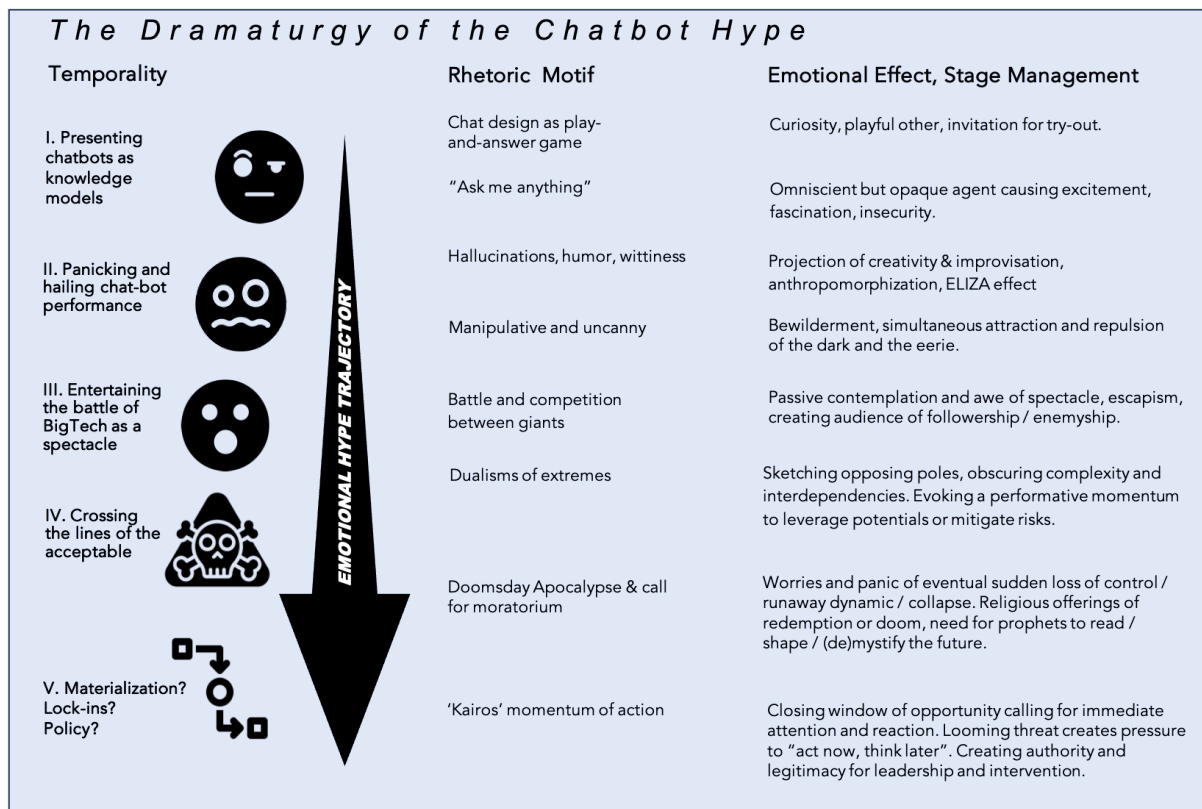 The Dramaturgy of the Chatbot Hype
Temporality
Rhetoric Motif
Emotional Effect, Stage Management
I. Presenting
chatbots as
knowledge
models
Chat design as play-
and-answer game
Curiosity, playful other, invitation for try-out.
“Ask me anything”
Omniscient but opaque agent causing excitement,
fascination, insecurity.
II. Panicking and
hailing chat-bot
performance
Hallucinations, humor, wittiness
Projection of creativity & improvisation,
anthropomorphization, ELIZA effect
Manipulative and uncanny
Bewilderment, simultaneous attraction and repulsion
of the dark and the eerie.
III. Entertaining
the battle of
BigTech as a
spectacle
Battle and competition
between giants
Passive contemplation and awe of spectacle, escapism,
creating audience of followership / enemyship.
Dualisms of extremes
Sketching opposing poles, obscuring complexity and
interdependencies. Evoking a performative momentum
to leverage potentials or mitigate risks.
IV. Crossing
the lines of the
acceptable
Doomsday Apocalypse & call
for moratorium
Worries and panic of eventual sudden loss of control /
runaway dynamic / collapse. Religious offerings of
redemption or doom, need for prophets to read /
shape / (de)mystify the future.
V. Materialization?
Lock-ins?
Policy?
‘Kairos’ momentum of action
Closing window of opportunity calling for immediate
attention and reaction. Looming threat creates pressure
to “act now, think later”. Creating authority and
legitimacy for leadership and intervention.
EMOTIONAL HYPE TRAJECTORY